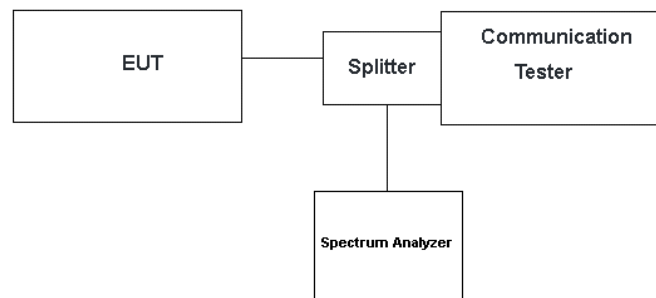 EUT
Splitter
Communication
Tester
Spectrum Analyzer